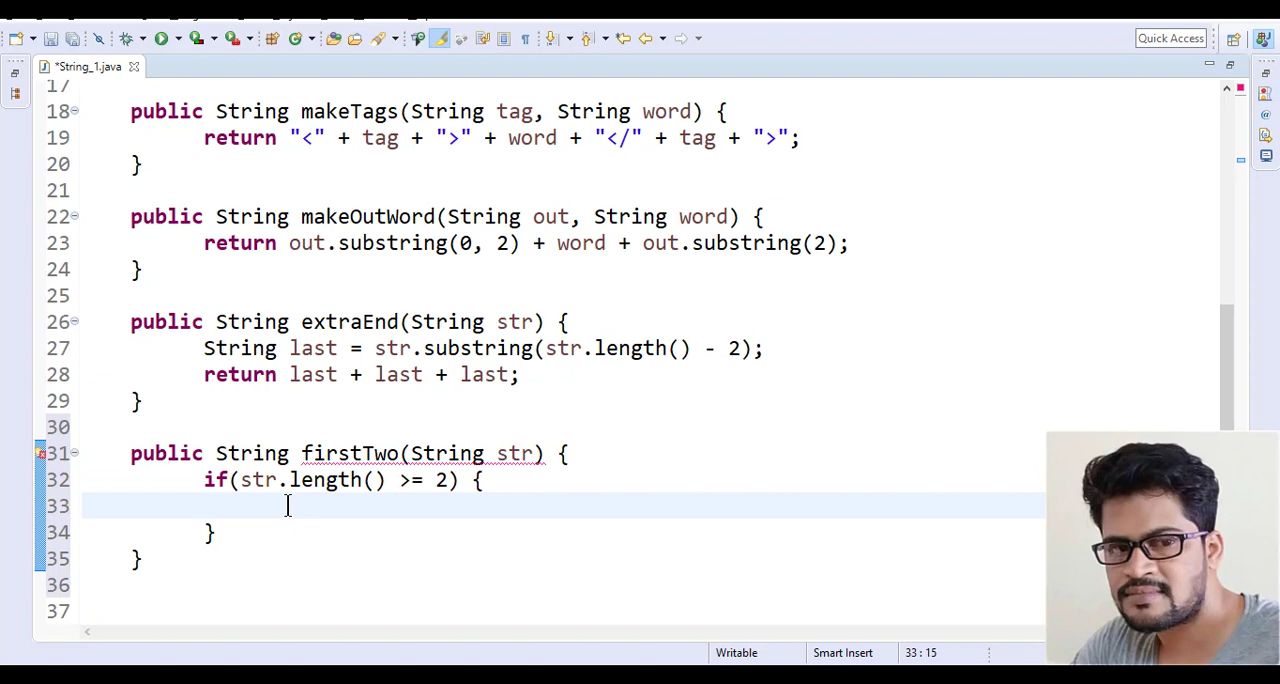 Quick Access
*String_1.java
17
18 public String makeTags(String tag, String word) {
19 return "<" + tag + ">" + word + "</" + tag + ">";
20 }
21
22 public String makeOutWord(String out, String word) {
23 return out.substring(0, 2) + word + out.substring(2);
24 }
25
26 public String extraEnd(String str) {
27 String last = str.substring(str.length() - 2);
28 return last + last + last;
29 }
30
31 public String firstTwo(String str) {
32 if(str.length() >= 2) {
33
34 }
35 }
36
37
Writable Smart Insert 33 : 15